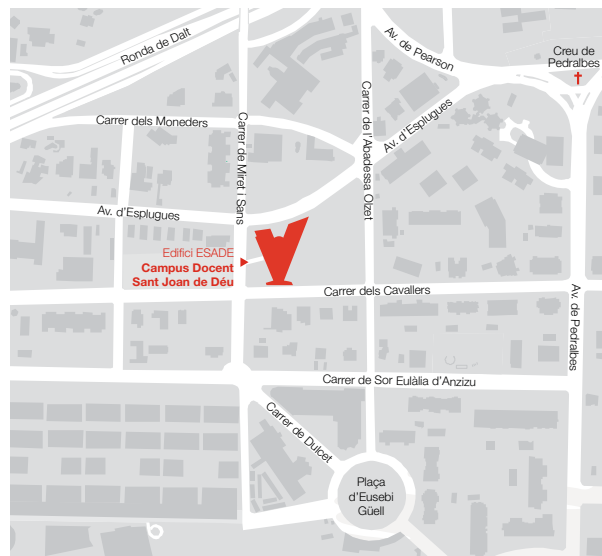 Ronda de Dalt
Av. de Pearson
Creu de
Pedralbes
Carrer dels Moneders
Carrer de Miret i Sans
Carrer de l'Abadessa Olzet
Av. d'Esplugues
Av. d'Esplugues
Edifici ESADE
Campus Docent
Sant Joan de Déu
Carrer dels Cavallers
Av. de Pedralbes
Carrer de Sor Eulàlia d'Anzizu
Carrer de Dulcet
Plaça
d'Eusebi
Güell